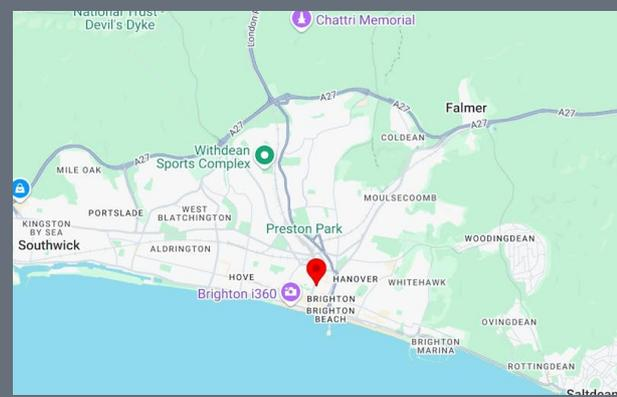 National Trust -
Devil's Dyke
Chattri Memorial
London R
A27
A27
Falmer
A27
A27
COLDEAN
Withdean
Sports Complex
A27
MILE OAK
MOULSECOOMB
PORTSLADE
WEST
BLATCHINGTON
KINGSTON
BY SEA
Preston Park
WOODINGDEAN
Southwick
ALDRINGTON
HOVE
HANOVER
WHITEHAWK
Brighton i360
BRIGHTON
BRIGHTON
BEACH
OVINGDEAN
BRIGHTON
MARINA
ROTTINGDEAN
Saltdean